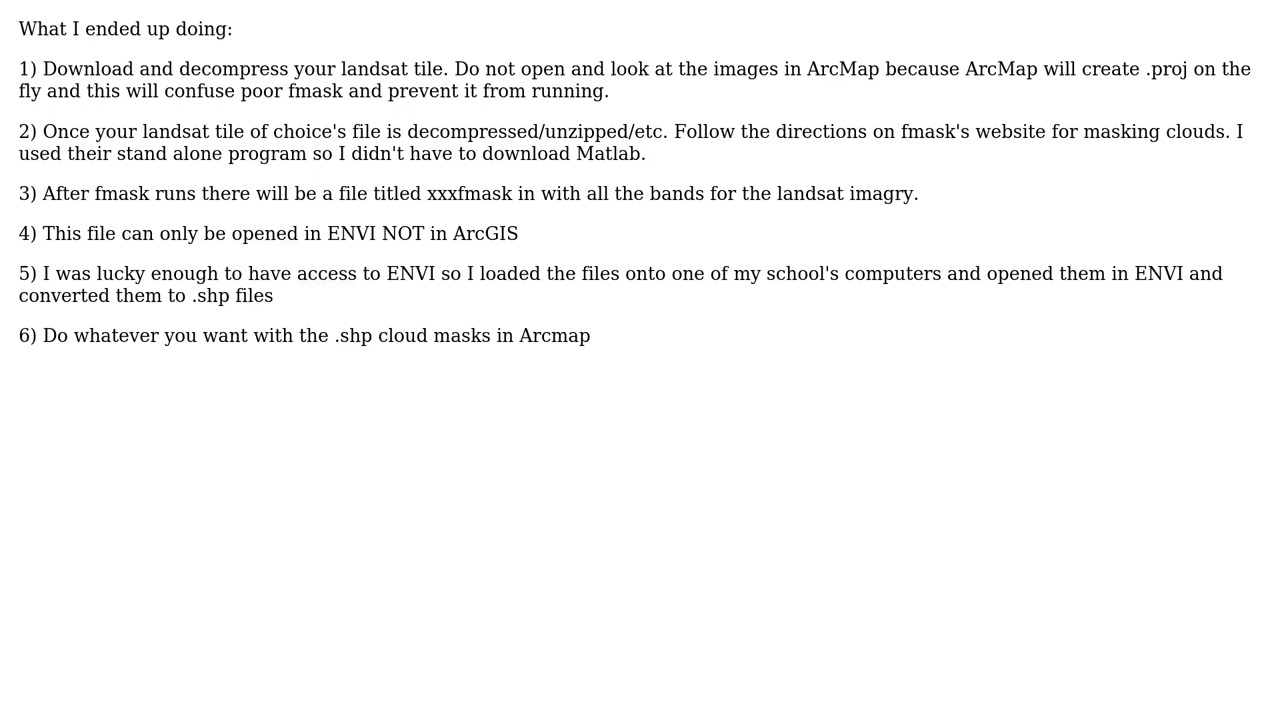 What I ended up doing:
1) Download and decompress your landsat tile. Do not open and look at the images in ArcMap because ArcMap will create .proj on the
fly and this will confuse poor fmask and prevent it from running.
2) Once your landsat tile of choice's file is decompressed/unzipped/etc. Follow the directions on fmask's website for masking clouds. I
used their stand alone program so I didn't have to download Matlab.
3) After fmask runs there will be a file titled xxxfmask in with all the bands for the landsat imagry.
4) This file can only be opened in ENVI NOT in ArcGIS
5) I was lucky enough to have access to ENVI so I loaded the files onto one of my school's computers and opened them in ENVI and
converted them to .shp files
6) Do whatever you want with the .shp cloud masks in Arcmap